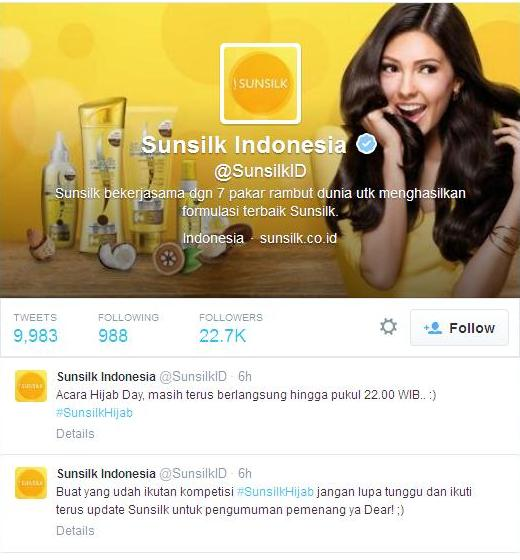 SUNSILK
Sunsilk Indonesia
@SunsilkID
Sunsilk bekerjasama dgn 7 pakar rambut dunia utk menghasilkan
formulasi terbaik Sunsilk.
Indonesia · sunsilk.co.id
TWEETS FOLLOWING FOLLOWERS
9,983 988 22.7K
Follow
Sunsilk Indonesia @SunsilkID · 6h
Acara Hijab Day, masih terus berlangsung hingga pukul 22.00 WIB.. :)
#SunsilkHijab
Details
Sunsilk Indonesia @SunsilkID · 6h
Buat yang udah ikutan kompetisi #SunsilkHijab jangan lupa tunggu dan ikuti
terus update Sunsilk untuk pengumuman pemenang ya Dear! ;)
Details